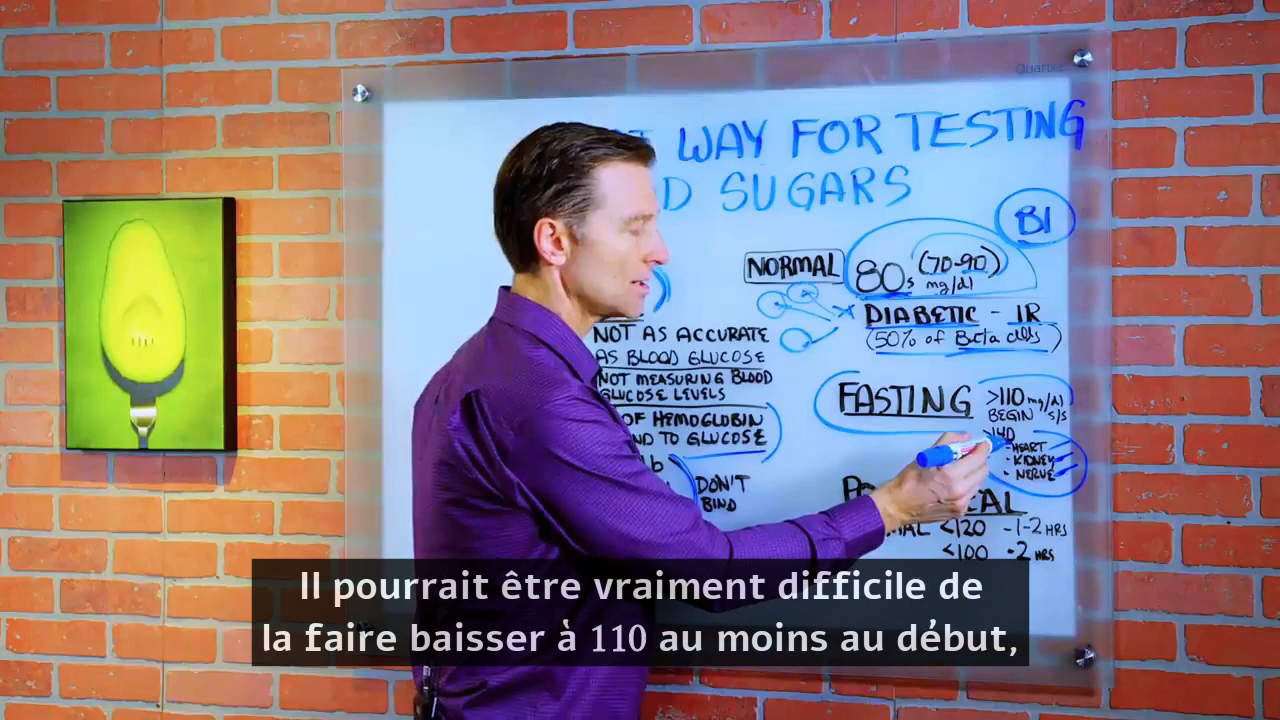 Quartet
WAY FOR TESTING
SUGARS
B1
NORMAL
80s (70-90)
mg/dl
DIABETIC - IR
(50% of Beta cells)
NOT AS ACCURATE
AS BLOOD GLUCOSE
NOT MEASURING BLOOD
GLUCOSE LEVELS
OF HEMOGLOBIN
TO GLUCOSE
DON'T
BIND
FASTING
>110 mg/dl
BEGIN S/S
>140
-HEART
- KIDNEY
- NERVE
<120 -1-2 HRS
<100 -2 HRS
Il pourrait être vraiment difficile de
la faire baisser à 110 au moins au début,